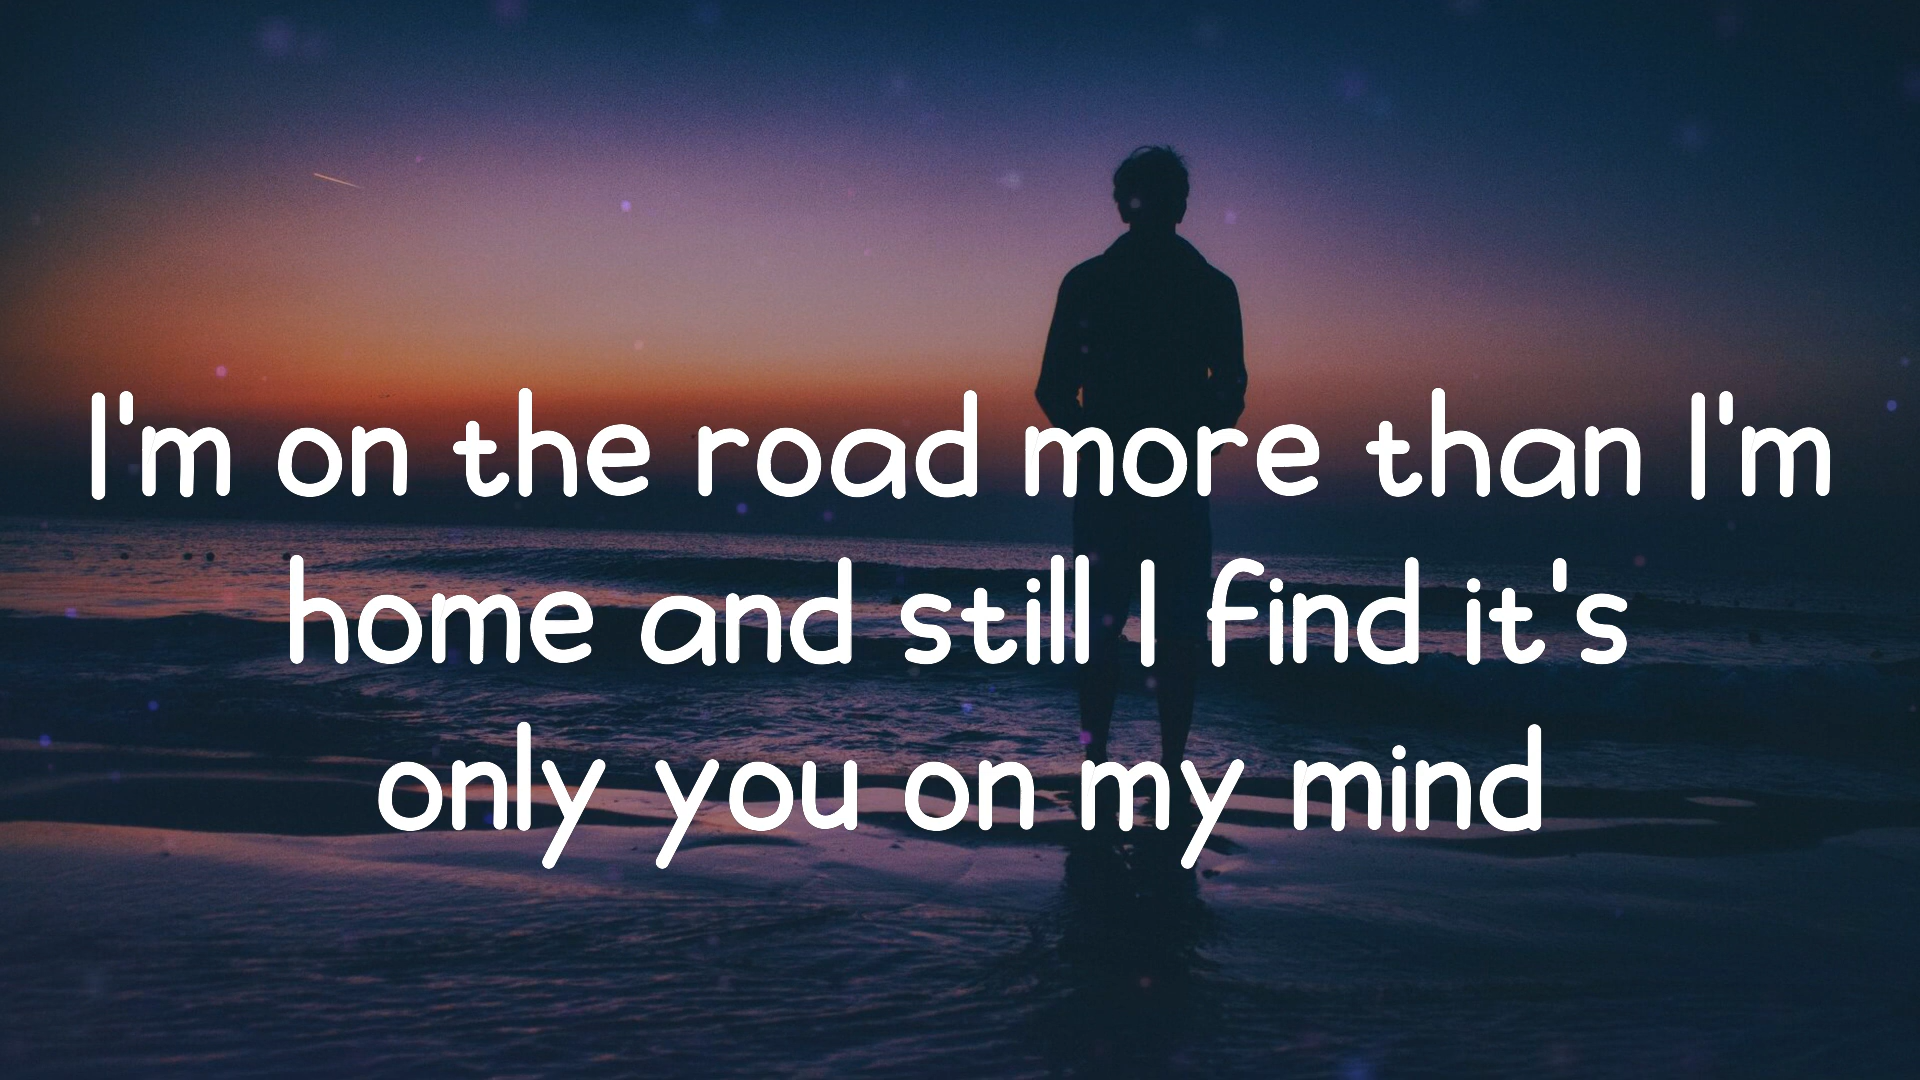 I'm on the road more than I'm
home and still I find it's
only you on my mind